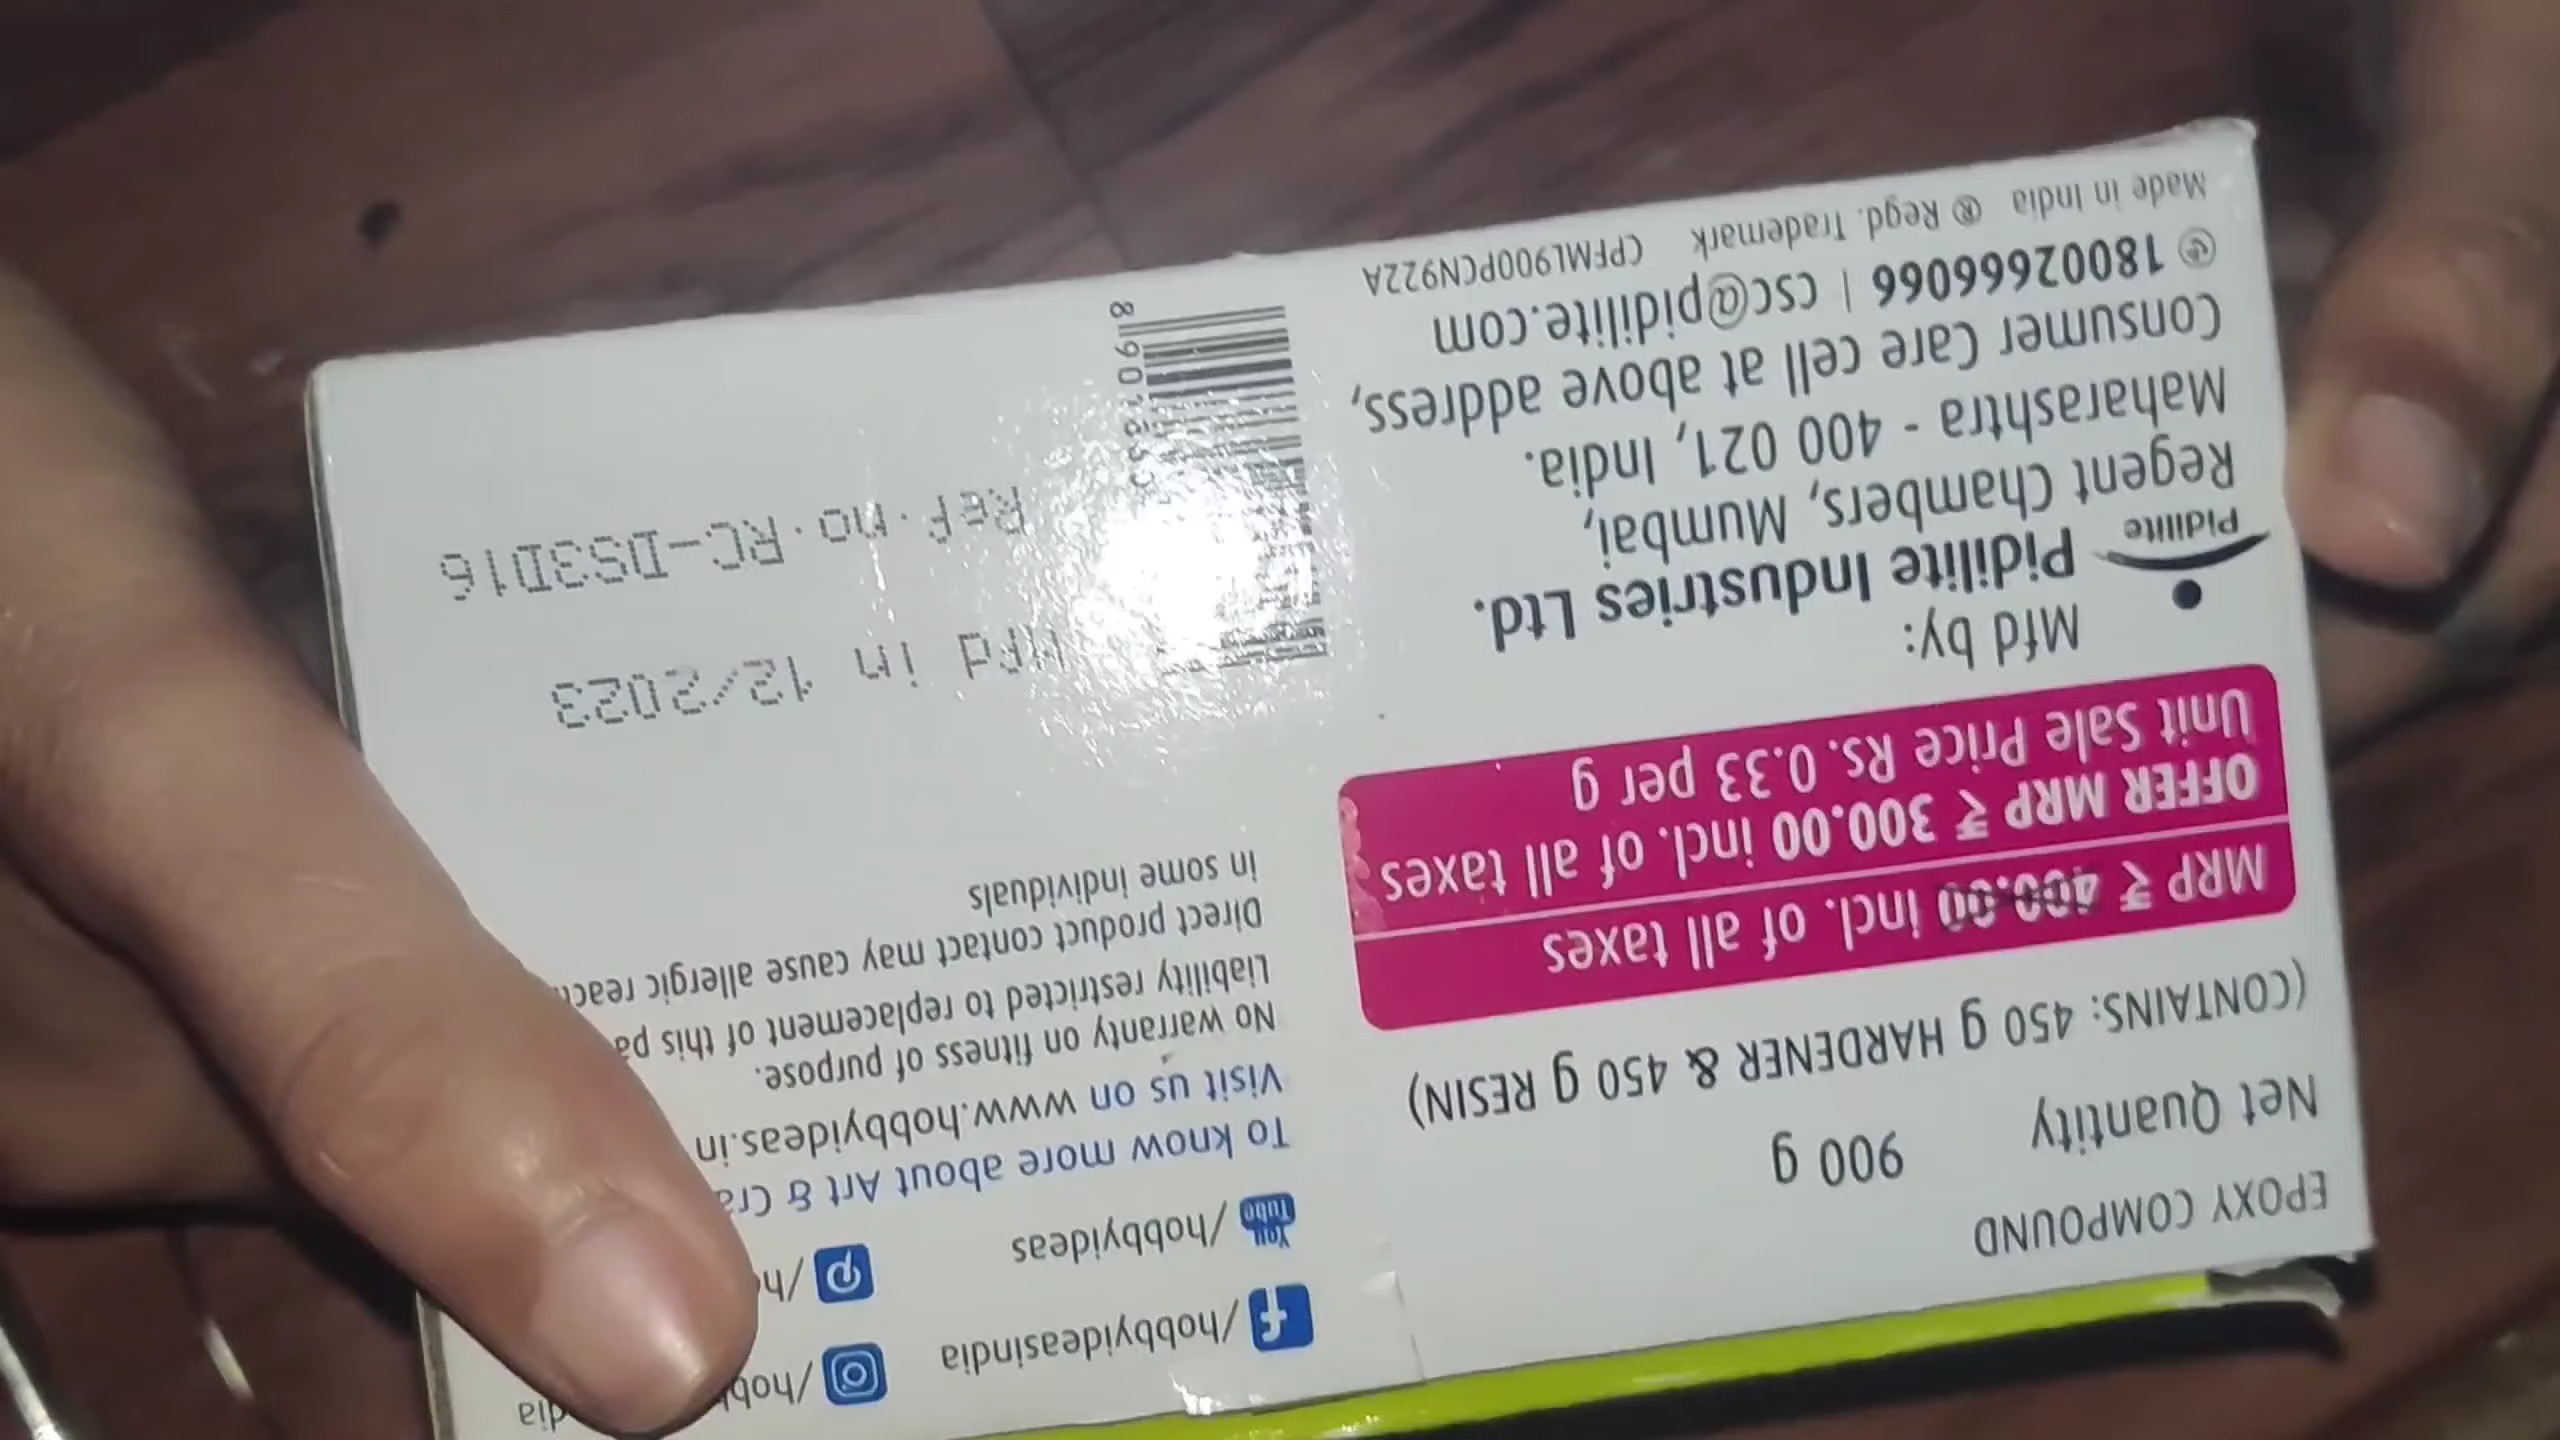 EPOXY COMPOUND
Net Quantity 900 g
(CONTAINS: 450 g HARDENER & 450 g RESIN)
MRP ₹ 400.00 incl. of all taxes
OFFER MRP ₹ 300.00 incl. of all taxes
Unit Sale Price Rs. 0.33 per g
Mfd by:
Pidilite
Pidilite Industries Ltd.
Regent Chambers, Mumbai,
Maharashtra - 400 021, India.
Consumer Care cell at above address,
18002666066 | csc@pidilite.com
Made in India ® Regd. Trademark CPFML900PCN922A
/hobbyideasindia
You Tube /hobbyideas
To know more about Art &
Visit us on www.hobbyideas.in
No warranty on fitness of purpose.
Liability restricted to replacement of this
Direct product contact may cause allergic
in some individuals
Mfd in 12/2023
Ref.no.RC-DS3D16